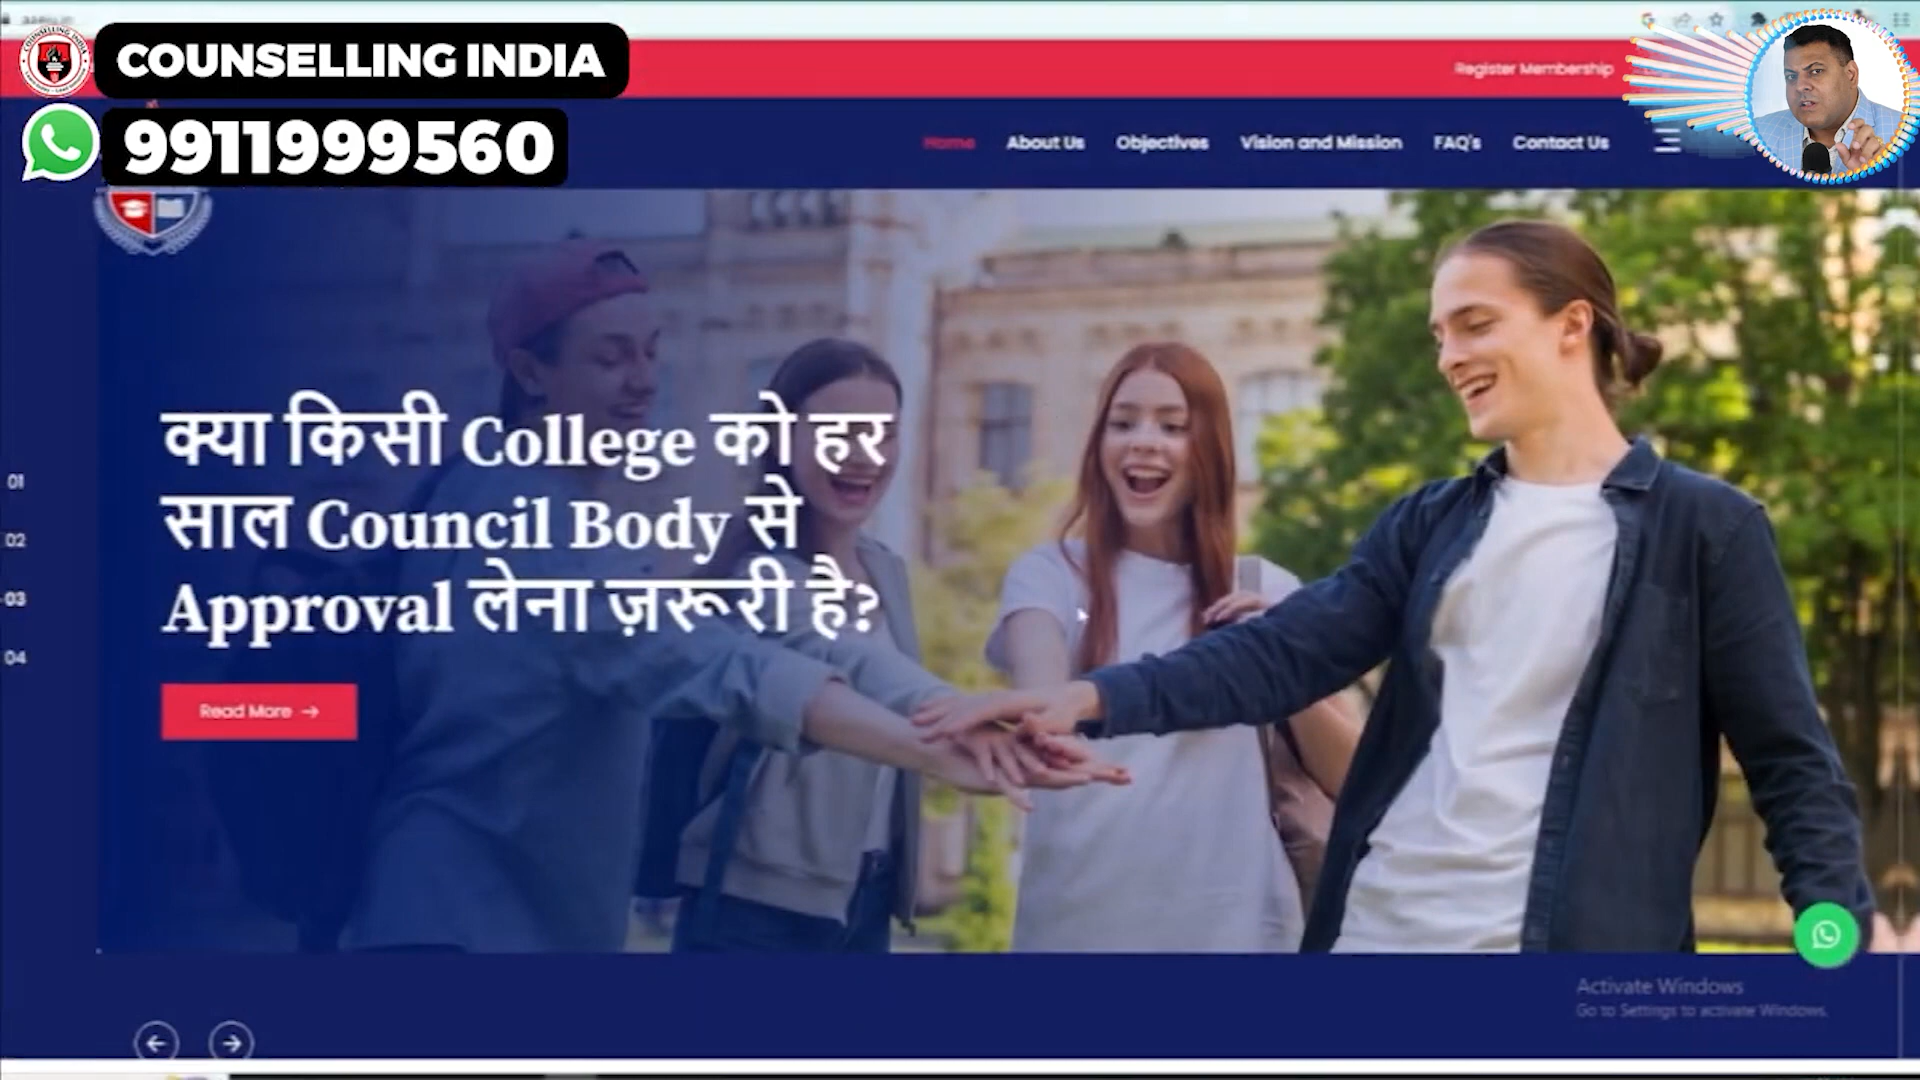 COUNSELLING INDIA
9911999560
Register Membership
Home
About Us
Objectives
Vision and Mission
FAQ's
Contact Us
क्या किसी College को हर
साल Council Body से
Approval लेना ज़रूरी है?
01
02
03
04
Read More →
Activate Windows
Go to Settings to activate Windows.